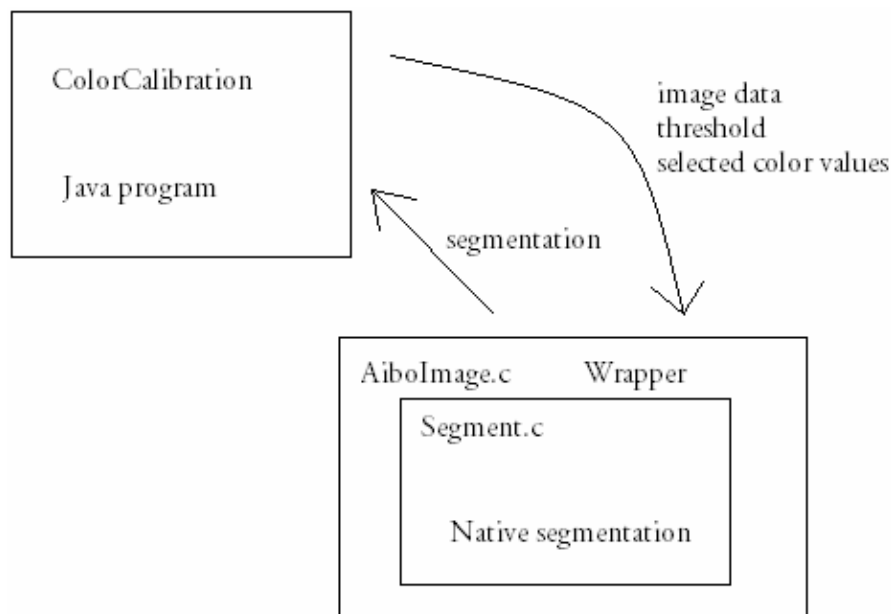 ColorCalibration
Java program
image data
threshold
selected color values
segmentation
AiboImage.c Wrapper
Segment.c
Native segmentation